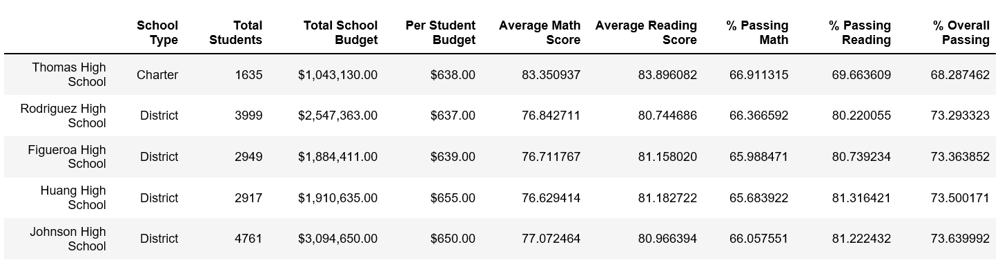 School Type Total Students Total School Budget Per Student Budget Average Math Score Average Reading Score % Passing Math % Passing Reading % Overall Passing
Thomas High School Charter 1635 $1,043,130.00 $638.00 83.350937 83.896082 66.911315 69.663609 68.287462
Rodriguez High School District 3999 $2,547,363.00 $637.00 76.842711 80.744686 66.366592 80.220055 73.293323
Figueroa High School District 2949 $1,884,411.00 $639.00 76.711767 81.158020 65.988471 80.739234 73.363852
Huang High School District 2917 $1,910,635.00 $655.00 76.629414 81.182722 65.683922 81.316421 73.500171
Johnson High School District 4761 $3,094,650.00 $650.00 77.072464 80.966394 66.057551 81.222432 73.639992